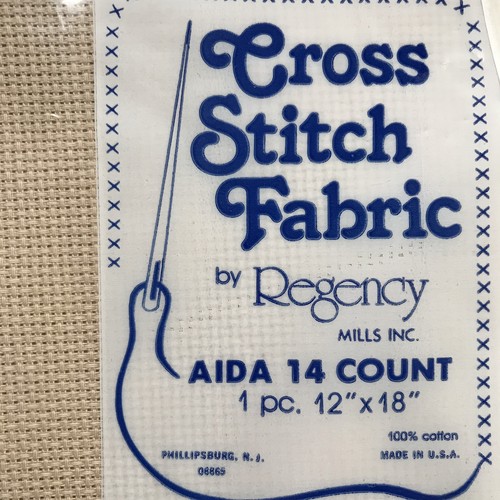 Cross
Stitch
Fabric
by Regency
MILLS INC.
AIDA 14 COUNT
1 pc. 12" x 18"
100% cotton
PHILLIPSBURG, N.J.
08865
MADE IN U.S.A.